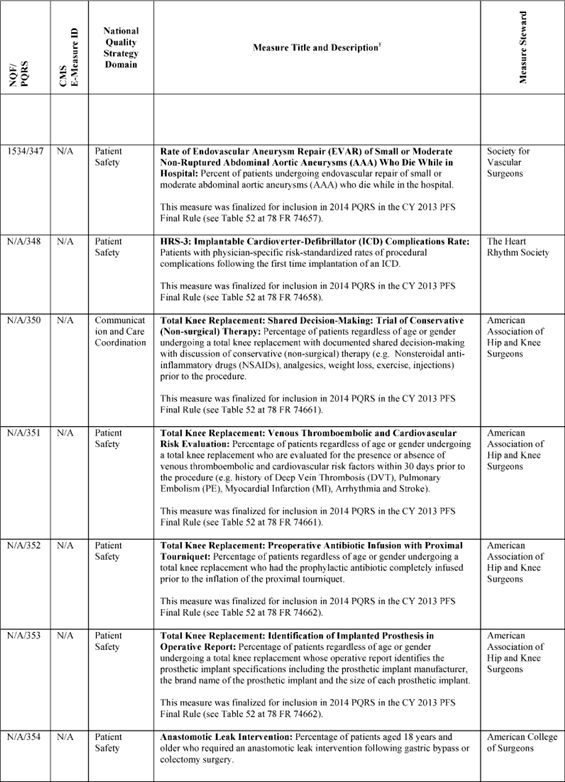 NQF/
PQRS
CMS
E-Measure ID
National
Quality
Strategy
Domain
Measure Title and Description¥
Measure Steward
1534/347
N/A
Patient
Safety
Rate of Endovascular Aneurysm Repair (EVAR) of Small or Moderate
Non-Ruptured Abdominal Aortic Aneurysms (AAA) Who Die While in
Hospital: Percent of patients undergoing endovascular repair of small or
moderate abdominal aortic aneurysms (AAA) who die while in the hospital.
This measure was finalized for inclusion in 2014 PQRS in the CY 2013 PFS
Final Rule (see Table 52 at 78 FR 74657).
Society for
Vascular
Surgeons
N/A/348
N/A
Patient
Safety
HRS-3: Implantable Cardioverter-Defibrillator (ICD) Complications Rate:
Patients with physician-specific risk-standardized rates of procedural
complications following the first time implantation of an ICD.
This measure was finalized for inclusion in 2014 PQRS in the CY 2013 PFS
Final Rule (see Table 52 at 78 FR 74658).
The Heart
Rhythm Society
N/A/350
N/A
Communicat
ion and Care
Coordination
Total Knee Replacement: Shared Decision-Making: Trial of Conservative
(Non-surgical) Therapy: Percentage of patients regardless of age or gender
undergoing a total knee replacement with documented shared decision-making
with discussion of conservative (non-surgical) therapy (e.g. Nonsteroidal anti-
inflammatory drugs (NSAIDs), analgesics, weight loss, exercise, injections)
prior to the procedure.
This measure was finalized for inclusion in 2014 PQRS in the CY 2013 PFS
Final Rule (see Table 52 at 78 FR 74661).
American
Association of
Hip and Knee
Surgeons
N/A/351
N/A
Patient
Safety
Total Knee Replacement: Venous Thromboembolic and Cardiovascular
Risk Evaluation: Percentage of patients regardless of age or gender undergoing
a total knee replacement who are evaluated for the presence or absence of
venous thromboembolic and cardiovascular risk factors within 30 days prior to
the procedure (e.g. history of Deep Vein Thrombosis (DVT), Pulmonary
Embolism (PE), Myocardial Infarction (MI), Arrhythmia and Stroke).
This measure was finalized for inclusion in 2014 PQRS in the CY 2013 PFS
Final Rule (see Table 52 at 78 FR 74661).
American
Association of
Hip and Knee
Surgeons
N/A/352
N/A
Patient
Safety
Total Knee Replacement: Preoperative Antibiotic Infusion with Proximal
Tourniquet: Percentage of patients regardless of age or gender undergoing a
total knee replacement who had the prophylactic antibiotic completely infused
prior to the inflation of the proximal tourniquet.
This measure was finalized for inclusion in 2014 PQRS in the CY 2013 PFS
Final Rule (see Table 52 at 78 FR 74662).
American
Association of
Hip and Knee
Surgeons
N/A/353
N/A
Patient
Safety
Total Knee Replacement: Identification of Implanted Prosthesis in
Operative Report: Percentage of patients regardless of age or gender
undergoing a total knee replacement whose operative report identifies the
prosthetic implant specifications including the prosthetic implant manufacturer,
the brand name of the prosthetic implant and the size of each prosthetic implant.
This measure was finalized for inclusion in 2014 PQRS in the CY 2013 PFS
Final Rule (see Table 52 at 78 FR 74662).
American
Association of
Hip and Knee
Surgeons
N/A/354
N/A
Patient
Safety
Anastomotic Leak Intervention: Percentage of patients aged 18 years and
older who required an anastomotic leak intervention following gastric bypass or
colectomy surgery.
American College
of Surgeons